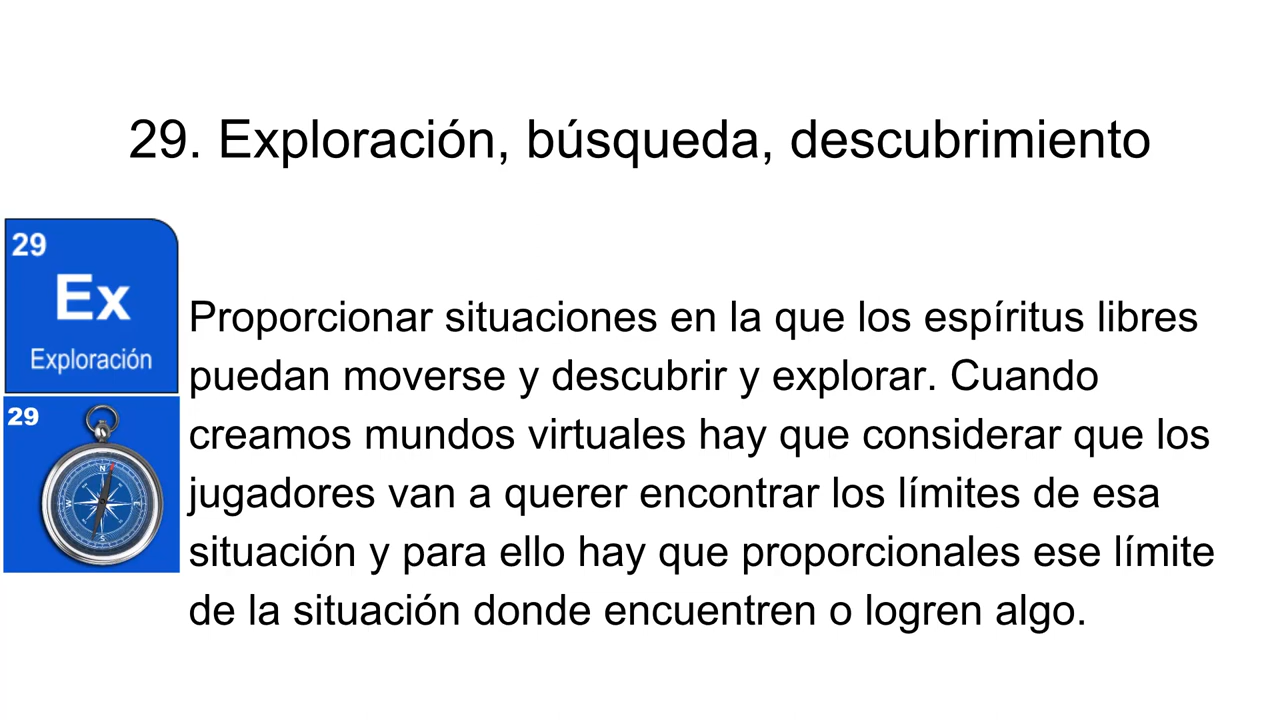 29. Exploración, búsqueda, descubrimiento
29
Ex
Exploración
29
N
W
E
S
Proporcionar situaciones en la que los espíritus libres
puedan moverse y descubrir y explorar. Cuando
creamos mundos virtuales hay que considerar que los
jugadores van a querer encontrar los límites de esa
situación y para ello hay que proporcionales ese límite
de la situación donde encuentren o logren algo.